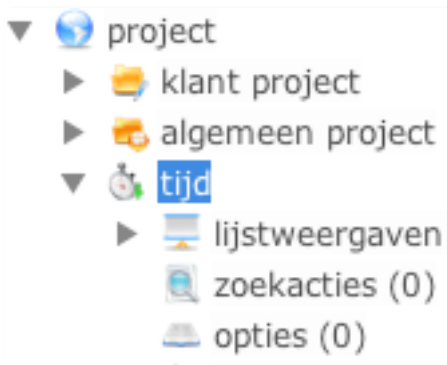 project
klant project
algemeen project
tijd
lijstweergaven
zoekacties (0)
opties (0)